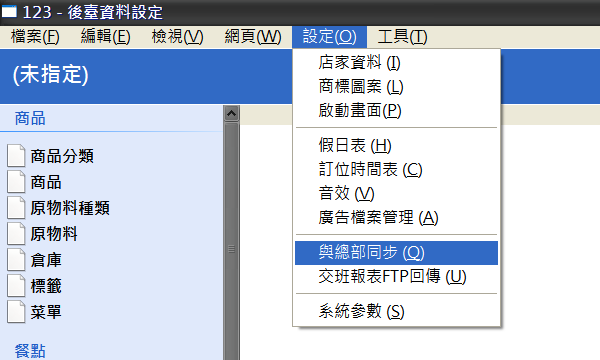 123 - 後臺資料設定
檔案(F) 編輯(E) 檢視(V) 網頁(W) 設定(O) 工具(T)
(未指定)
商品
商品分類
商品
原物料種類
原物料
倉庫
標籤
菜單
餐點
店家資料 (I)
商標圖案 (L)
啟動畫面(P)
假日表 (H)
訂位時間表 (C)
音效 (V)
廣告檔案管理 (A)
與總部同步 (Q)
交班報表FTP回傳 (U)
系統參數 (S)